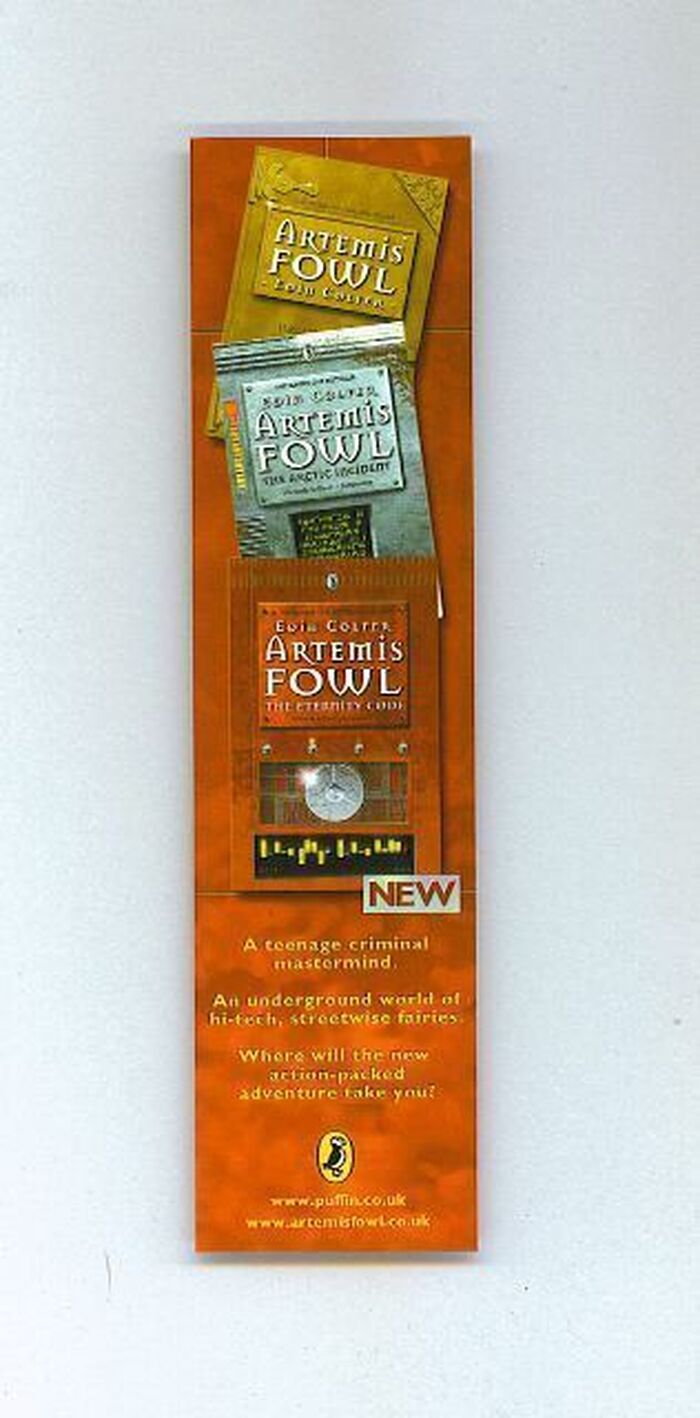 ARTEMIS
FOWL
EOIN COLFER
EOIN COLFER
ARTEMIS
FOWL
THE ARCTIC INCIDENT
EOIN COLFER
ARTEMIS
FOWL
THE ETERNITY CODE
NEW
A teenage criminal
mastermind.
An underground world of
hi-tech, streetwise fairies.
Where will the new
action-packed
adventure take you?
www.puffin.co.uk
www.artemisfowl.co.uk